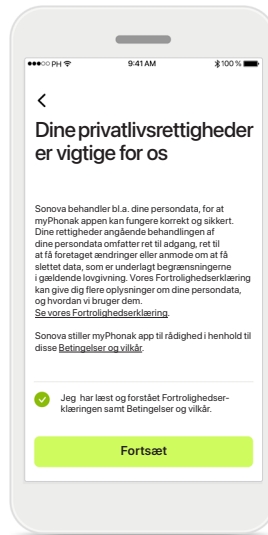 PH 9:41 AM 100 %
Dine privatlivsrettigheder
er vigtige for os
Sonova behandler bl.a. dine persondata, for at
myPhonak appen kan fungere korrekt og sikkert.
Dine rettigheder angående behandlingen af
dine persondata omfatter ret til adgang, ret til
at få foretaget ændringer eller anmode om at få
slettet data, som er underlagt begrænsningerne
i gældende lovgivning. Vores Fortrolighedserklæring
kan give dig flere oplysninger om dine persondata,
og hvordan vi bruger dem.
Se vores Fortrolighedserklæring.
Sonova stiller myPhonak app til rådighed i henhold til
disse Betingelser og vilkår.
Jeg har læst og forstået Fortrolighedser-
klæringen samt Betingelser og vilkår.
Fortsæt